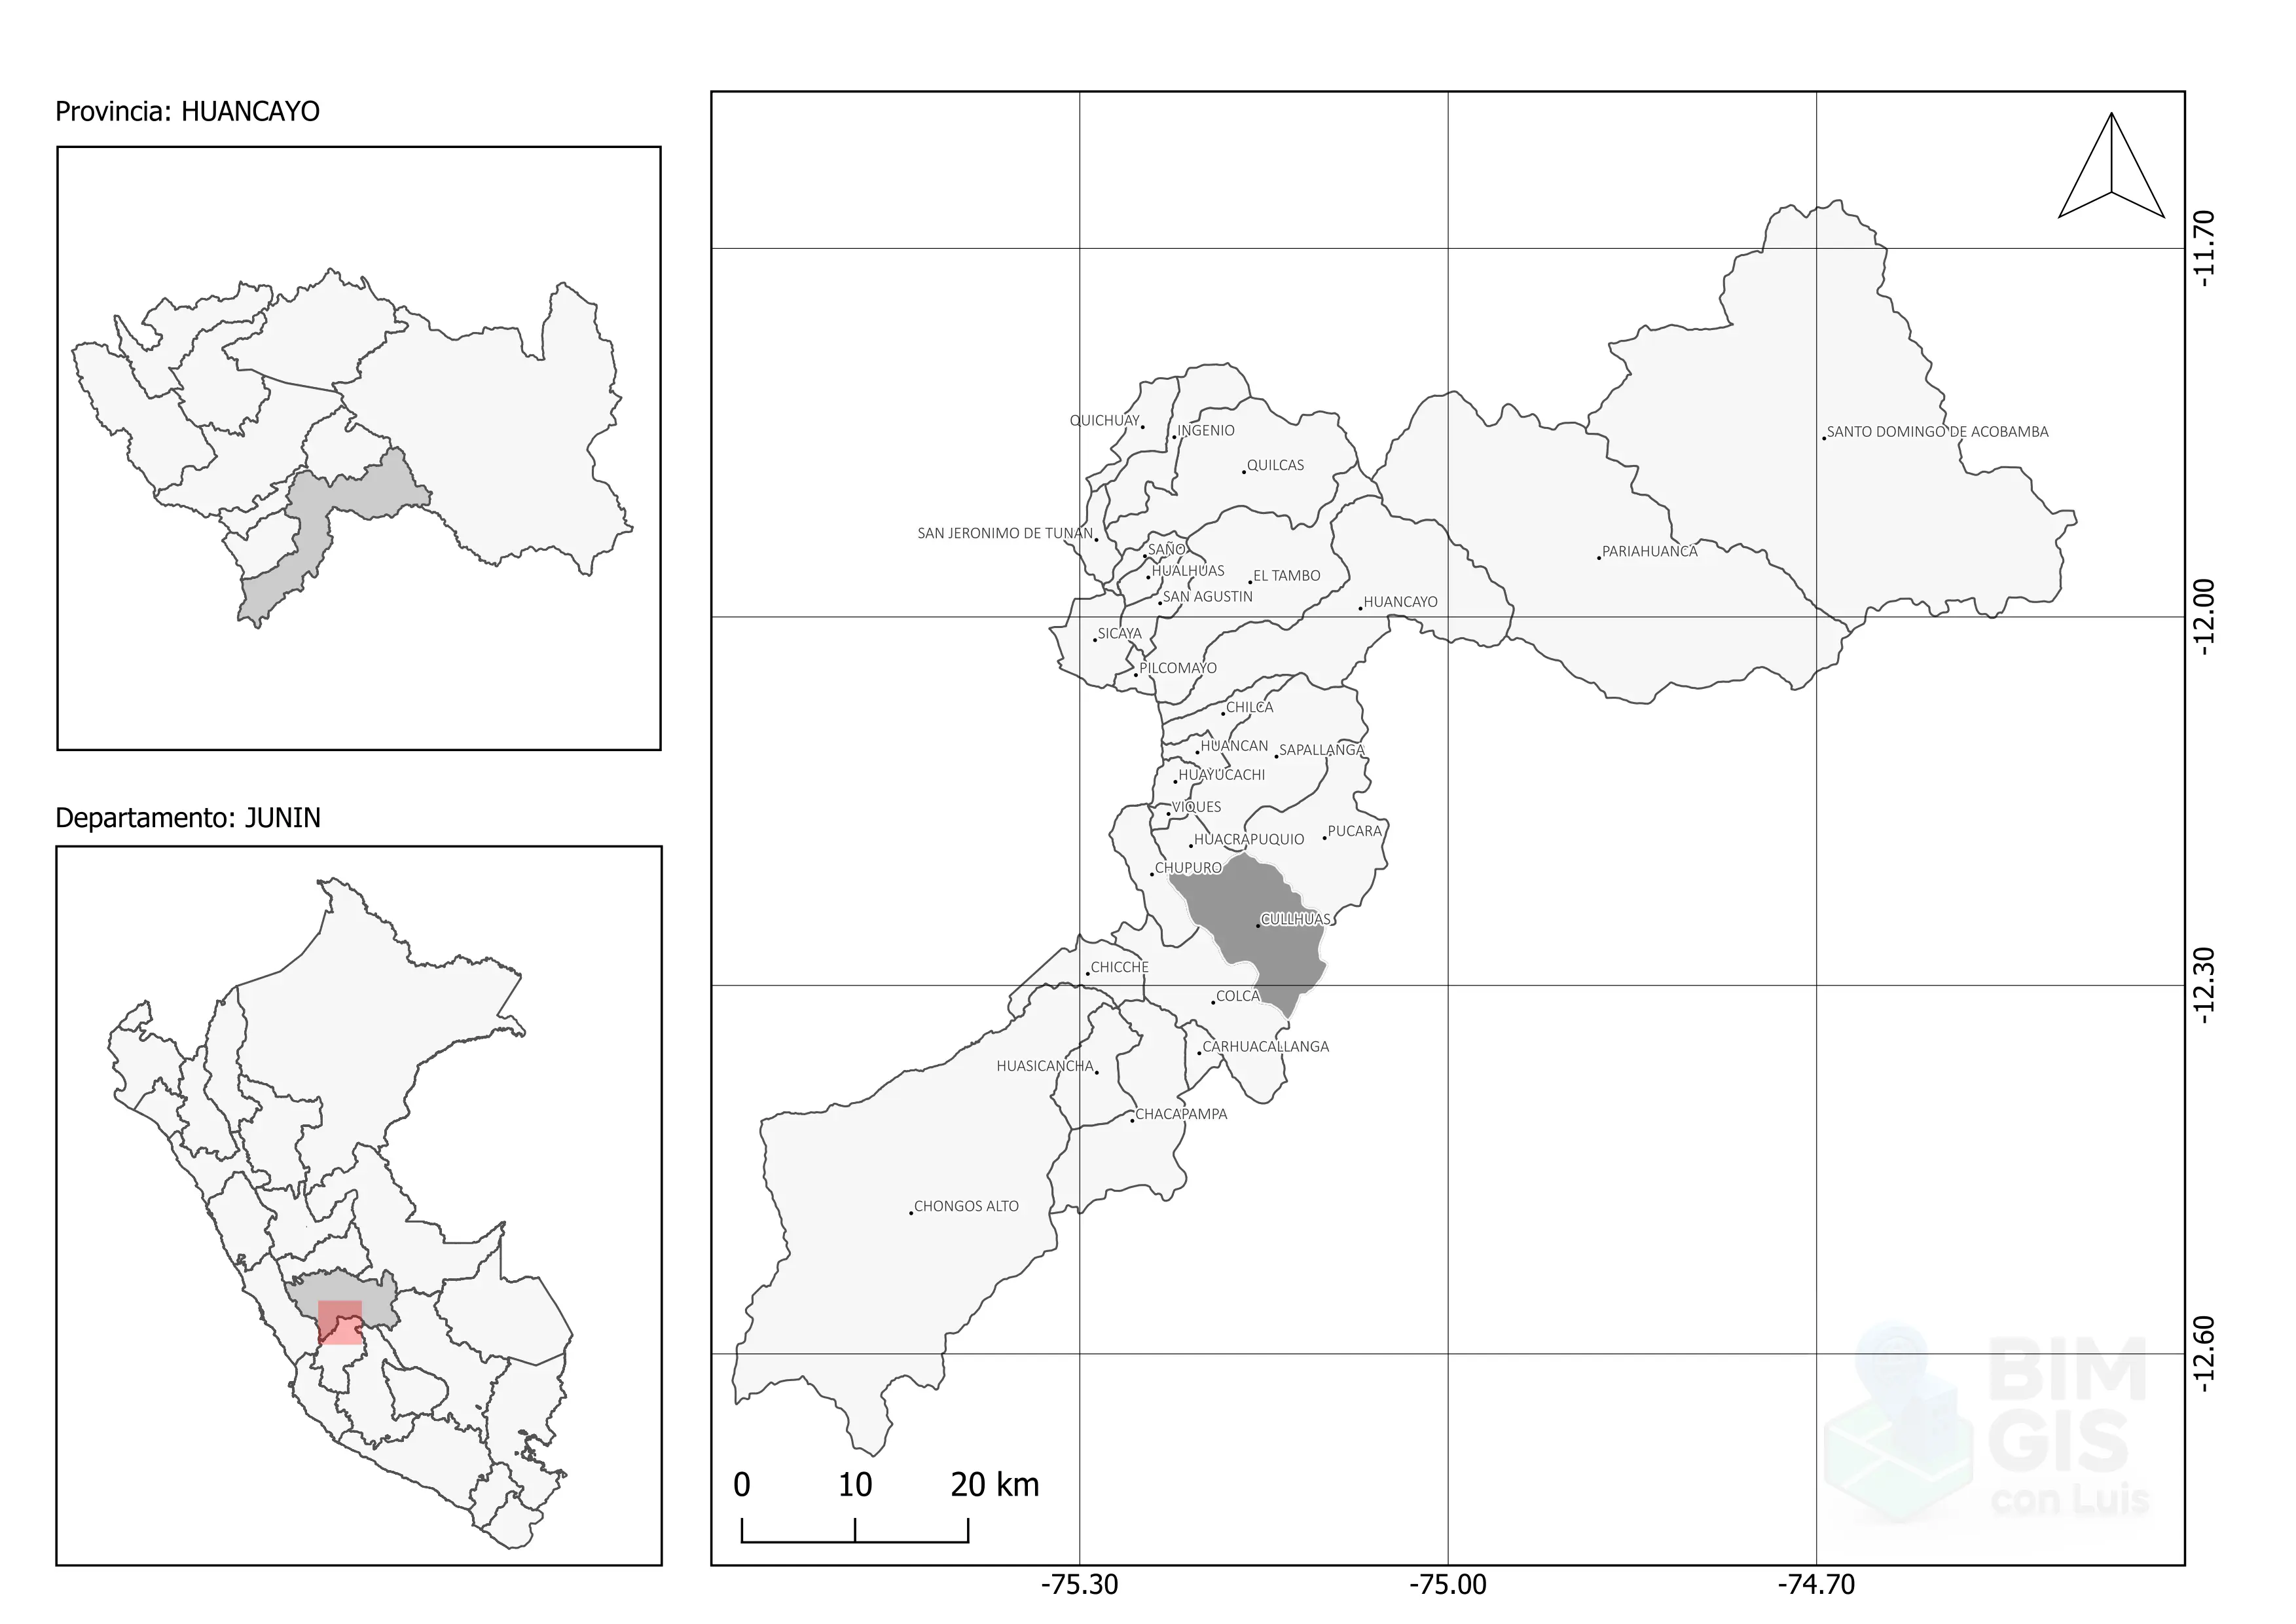 Provincia: HUANCAYO
Departamento: JUNIN
QUICHUAY
INGENIO
SANTO DOMINGO DE ACOBAMBA
QUILCAS
SAN JERONIMO DE TUNAN
SAÑO
PARIAHUANCA
HUALHUAS
EL TAMBO
SAN AGUSTIN
HUANCAYO
SICAYA
PILCOMAYO
CHILCA
HUANCAN
SAPALLANGA
HUAYUCACHI
VIQUES
PUCARA
HUACRAPUQUIO
CHUPURO
CULLHUAS
CHICCHE
COLCA
CARHUACALLANGA
HUASICANCHA
CHACAPAMPA
CHONGOS ALTO
-11.70
-12.00
-12.30
-12.60
0 10 20 km
-75.30 -75.00 -74.70
BIM
GIS
con Luis